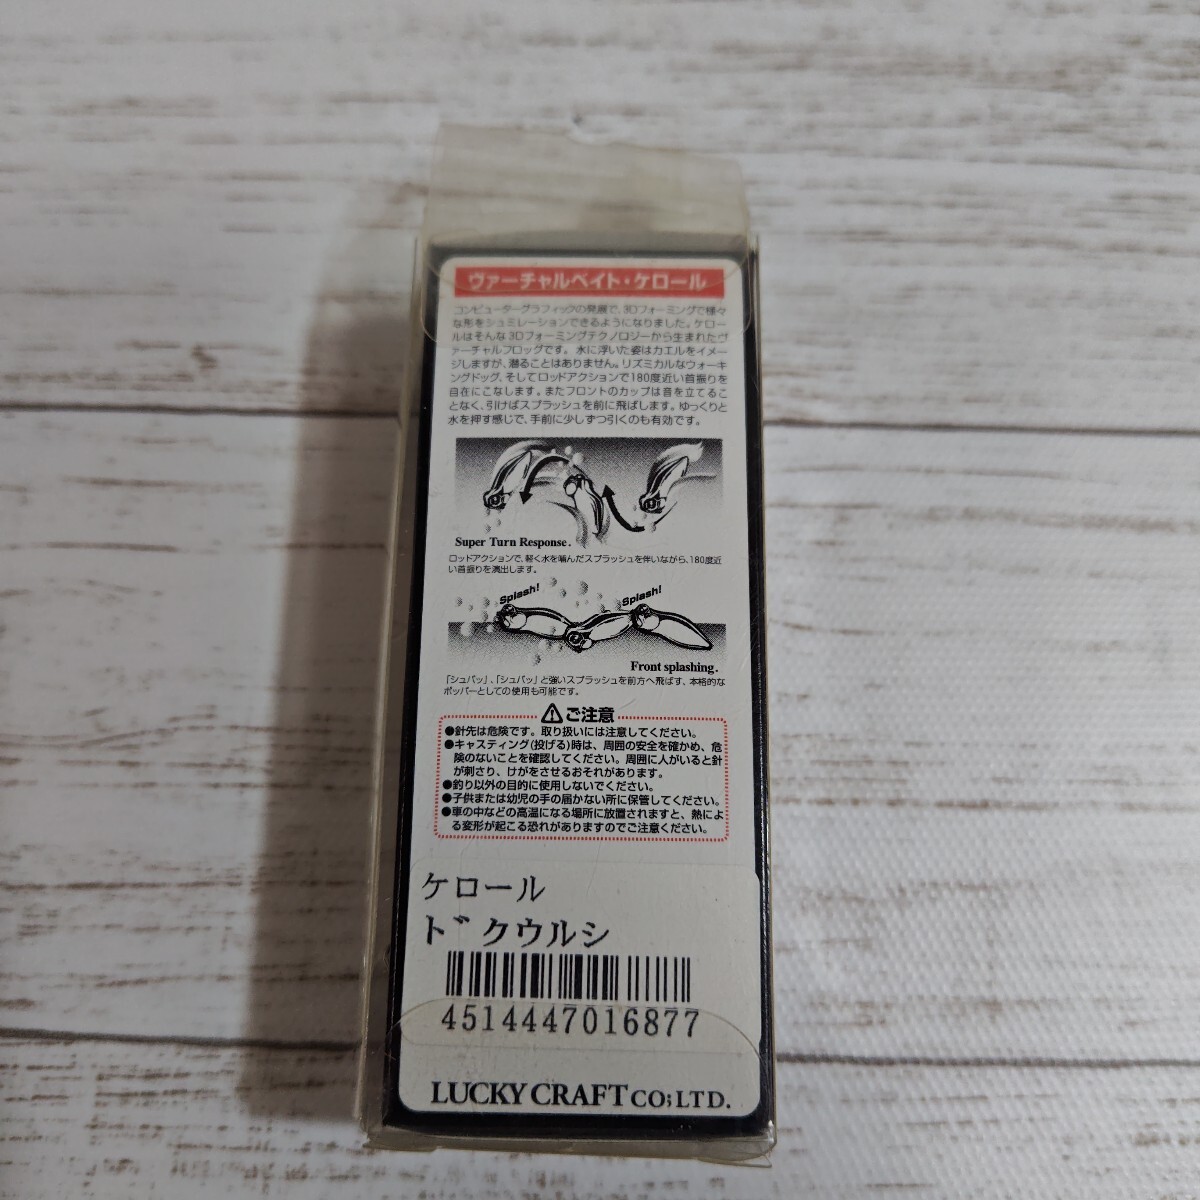 ヴァーチャルベイト・ケロール
コンピューターグラフィックの発展で、3Dフォーミングで様々
な形をシュミレーションできるようになりました。ケロー
ルはそんな3Dフォーミングテクノロジーから生まれたヴ
ァーチャルフロッグです。水に浮いた姿はカエルをイメー
ジしますが、潜ることはありません。リズミカルなウォーキ
ングドッグ、そしてロッドアクションで180度近い首振りを
自在にこなします。またフロントのカップは音を立てるこ
となく、引けばスプラッシュを前に飛ばします。ゆっくりと
水を押す感じで、手前に少しずつ引くのも有効です。
Super Turn Response.
ロッドアクションで、軽く水を噛んだスプラッシュを伴いながら、180度近
い首振りを演出します。
Splash!
Splash!
Front splashing.
「シュパッ」、「シュパッ」と強いスプラッシュを前方へ飛ばす、本格的な
ポッパーとしての使用も可能です。
⚠ご注意
●針先は危険です。取り扱いには注意してください。
●キャスティング(投げる)時は、周囲の安全を確かめ、危
険のないことを確認してください。周囲に人がいると針
が刺さり、けがをさせるおそれがあります。
●釣り以外の目的に使用しないでください。
●子供または幼児の手の届かない所に保管してください。
●車の中などの高温になる場所に放置されますと、熱によ
る変形が起こる恐れがありますのでご注意ください。
ケロール
ドクウルシ
4514447016877
LUCKY CRAFT CO;LTD.